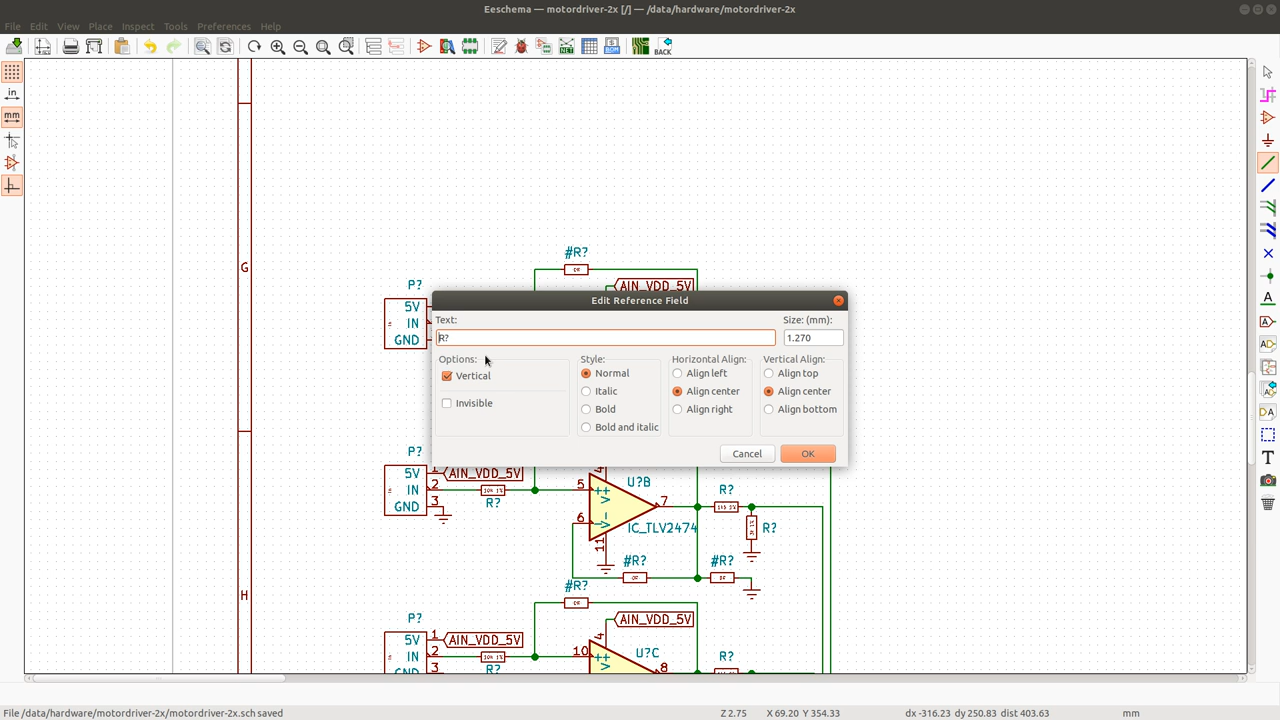 Eeschema — motordriver-2x [/] — /data/hardware/motordriver-2x
File Edit View Place Inspect Tools Preferences Help
in
mm
BOM
BACK
G
#R?
P?
AIN_VDD_5V
5V
IN
GND
Edit Reference Field
Text:
Size: (mm):
R?
1.270
Options:
Style:
Horizontal Align:
Vertical Align:
Vertical
Normal
Align left
Align top
Italic
Align center
Align center
Invisible
Bold
Align right
Align bottom
Bold and italic
Cancel
OK
P?
5V
1
AIN_VDD_5V
4
U?B
IN
2
5
7
R?
GND
3
R?
6
IC_TLV2474
R?
V+
V-
11
#R?
#R?
H
#R?
P?
AIN_VDD_5V
4
5V
1
AIN_VDD_5V
IN
2
10
U?C
R?
GND
3
R?
8
File /data/hardware/motordriver-2x/motordriver-2x.sch saved
Z 2.75
X 69.20 Y 354.33
dx -316.23 dy 250.83 dist 403.63
mm